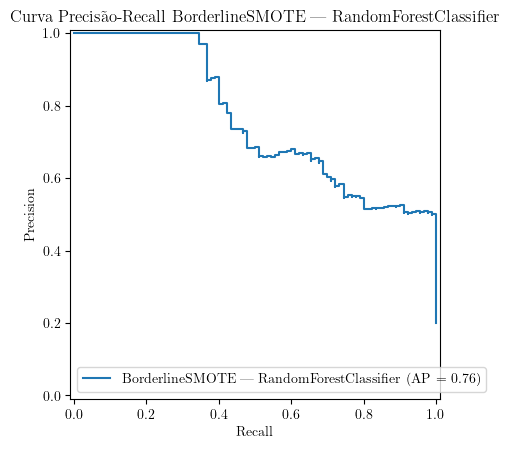 Curva Precisão-Recall BorderlineSMOTE — RandomForestClassifier
1.0
0.8
0.6
0.4
0.2
0.0
Precision
BorderlineSMOTE — RandomForestClassifier (AP = 0.76)
0.0 0.2 0.4 0.6 0.8 1.0
Recall